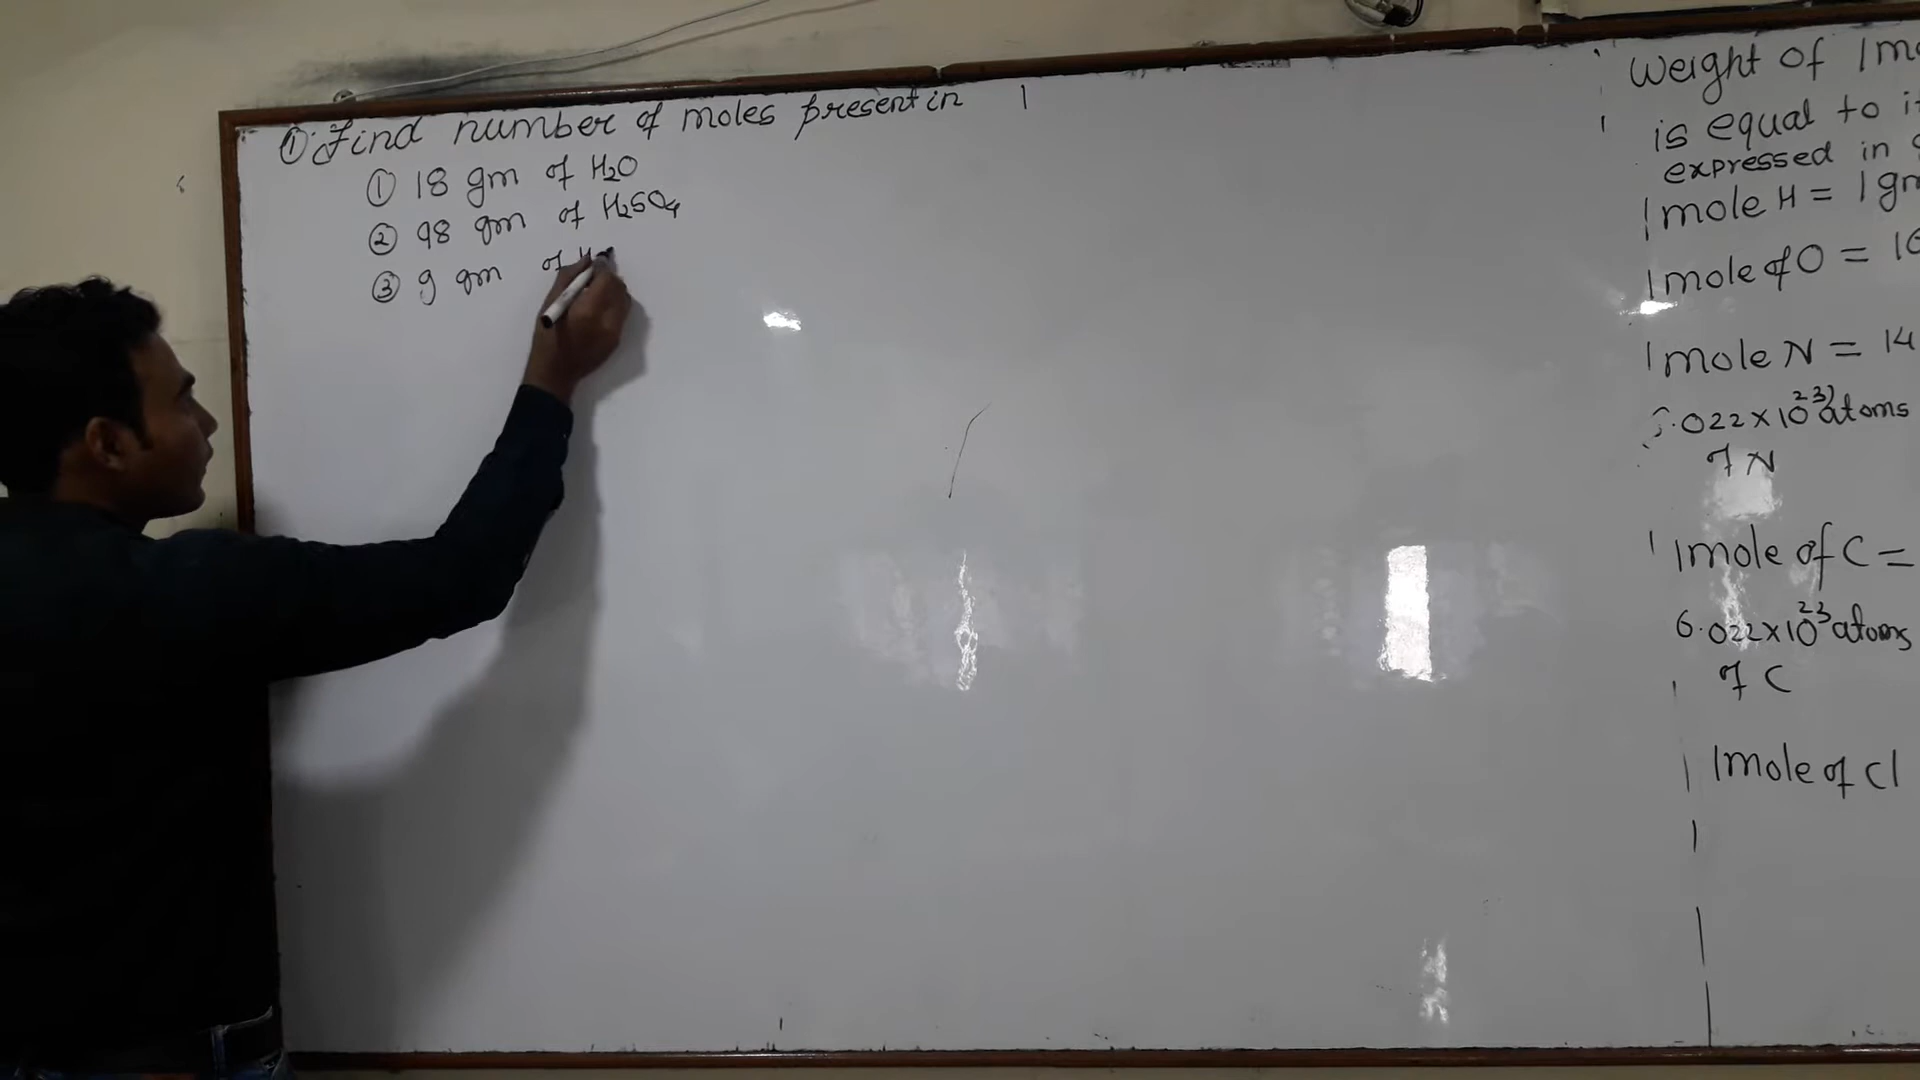 ① Find number of moles present in
① 18 gm of H₂O
② 98 gm of H₂SO₄
③ 9 gm of H
Weight of 1 mo
is equal to it
expressed in g
1 mole H = 1 gm
1 mole of O = 16
1 mole N = 14
.022 × 10²³ atoms
of N
1 mole of C =
6.022 × 10²³ atoms
of C
1 mole of Cl